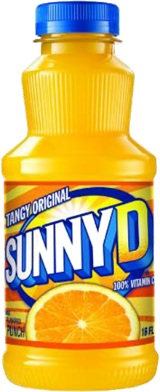 TANGY ORIGINAL
SUNNYD
100% VITAMIN C
PUNCH
16 FL